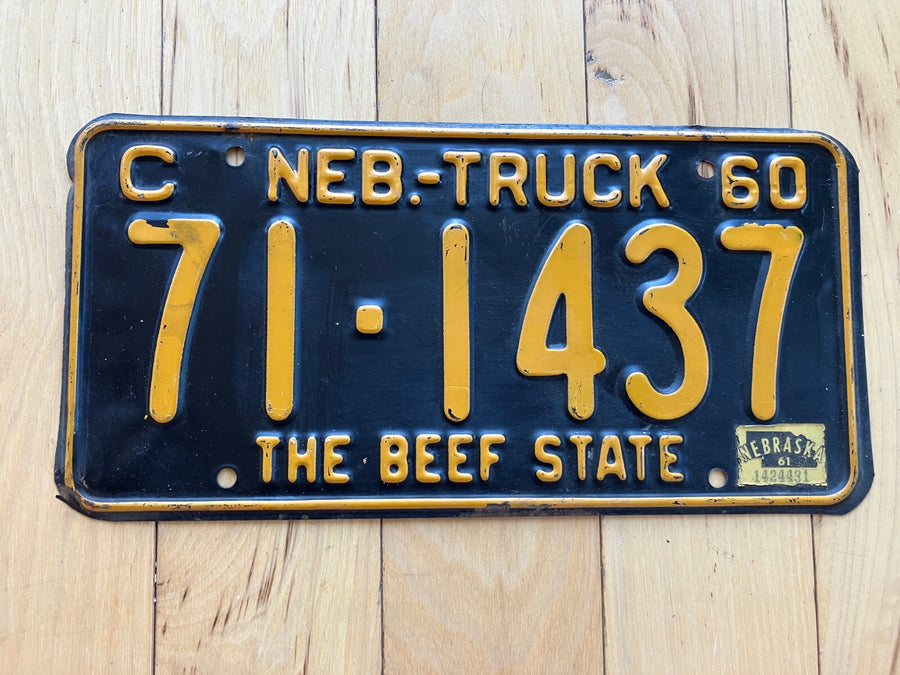 C NEB.-TRUCK 60
71·1437
THE BEEF STATE
NEBRASKA
61
1424431